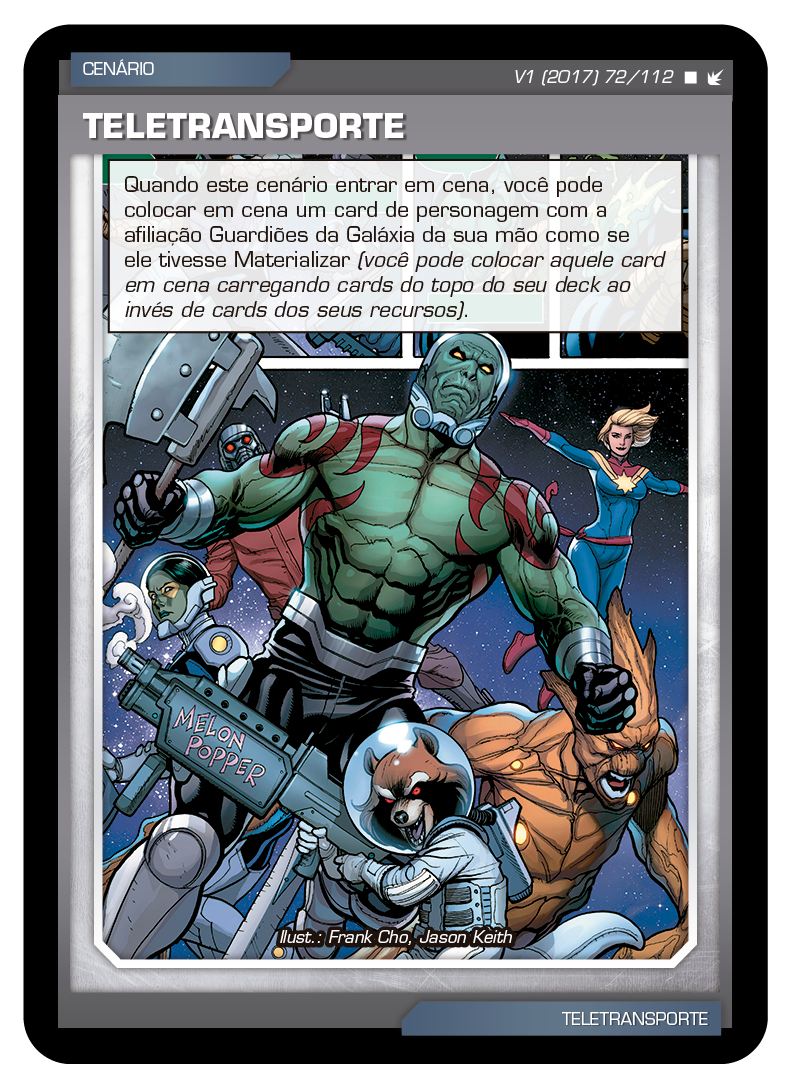 CENÁRIO
V1 (2017) 72/112
TELETRANSPORTE
Quando este cenário entrar em cena, você pode
colocar em cena um card de personagem com a
afiliação Guardiões da Galáxia da sua mão como se
ele tivesse Materializar (você pode colocar aquele card
em cena carregando cards do topo do seu deck ao
invés de cards dos seus recursos).
MELON
POPPER
Ilust.: Frank Cho, Jason Keith
TELETRANSPORTE